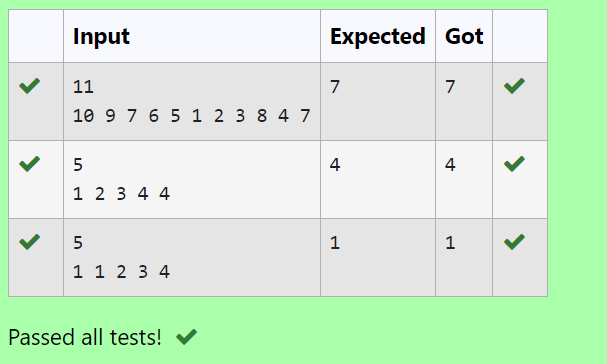 Input Expected Got
11 7 7
10 9 7 6 5 1 2 3 8 4 7
5 4 4
1 2 3 4 4
5 1 1
1 1 2 3 4
Passed all tests!